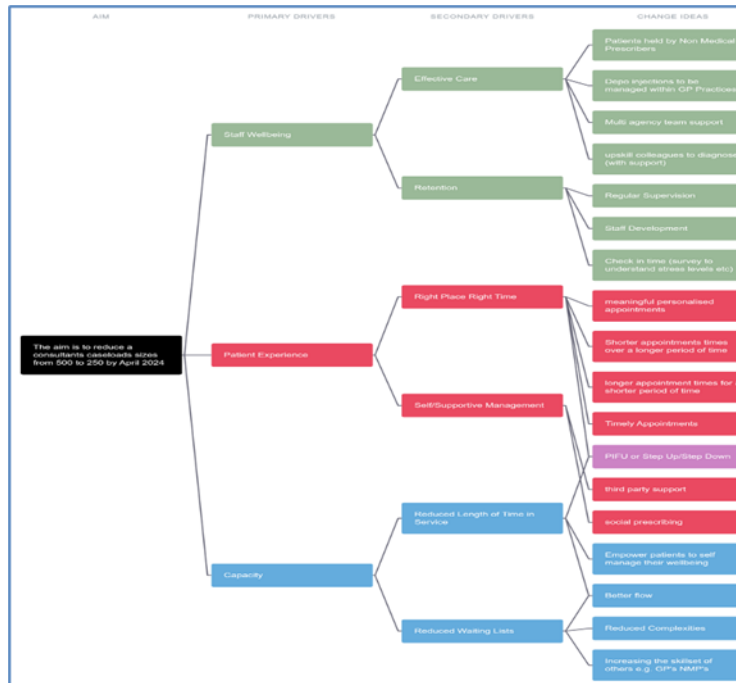 AIM
PRIMARY DRIVERS
SECONDARY DRIVERS
CHANGE IDEAS
The aim is to reduce a
consultants caseloads sizes
from 500 to 250 by April 2024
Staff Wellbeing
Patient Experience
Capacity
Effective Care
Retention
Right Place Right Time
Self/Supportive Management
Reduced Length of Time in
Service
Reduced Waiting Lists
Patients held by Non Medical
Prescribers
Depo injections to be
managed within GP Practices
Multi agency team support
upskill colleagues to diagnose
(with support)
Regular Supervision
Staff Development
Check in time (survey to
understand stress levels etc)
meaningful personalised
appointments
Shorter appointments times
over a longer period of time
longer appointment times for
shorter period of time
Timely Appointments
PIFU or Step Up/Step Down
third party support
social prescribing
Empower patients to self
manage their wellbeing
Better flow
Reduced Complexities
Increasing the skillset of
others e.g. GP's NMP's